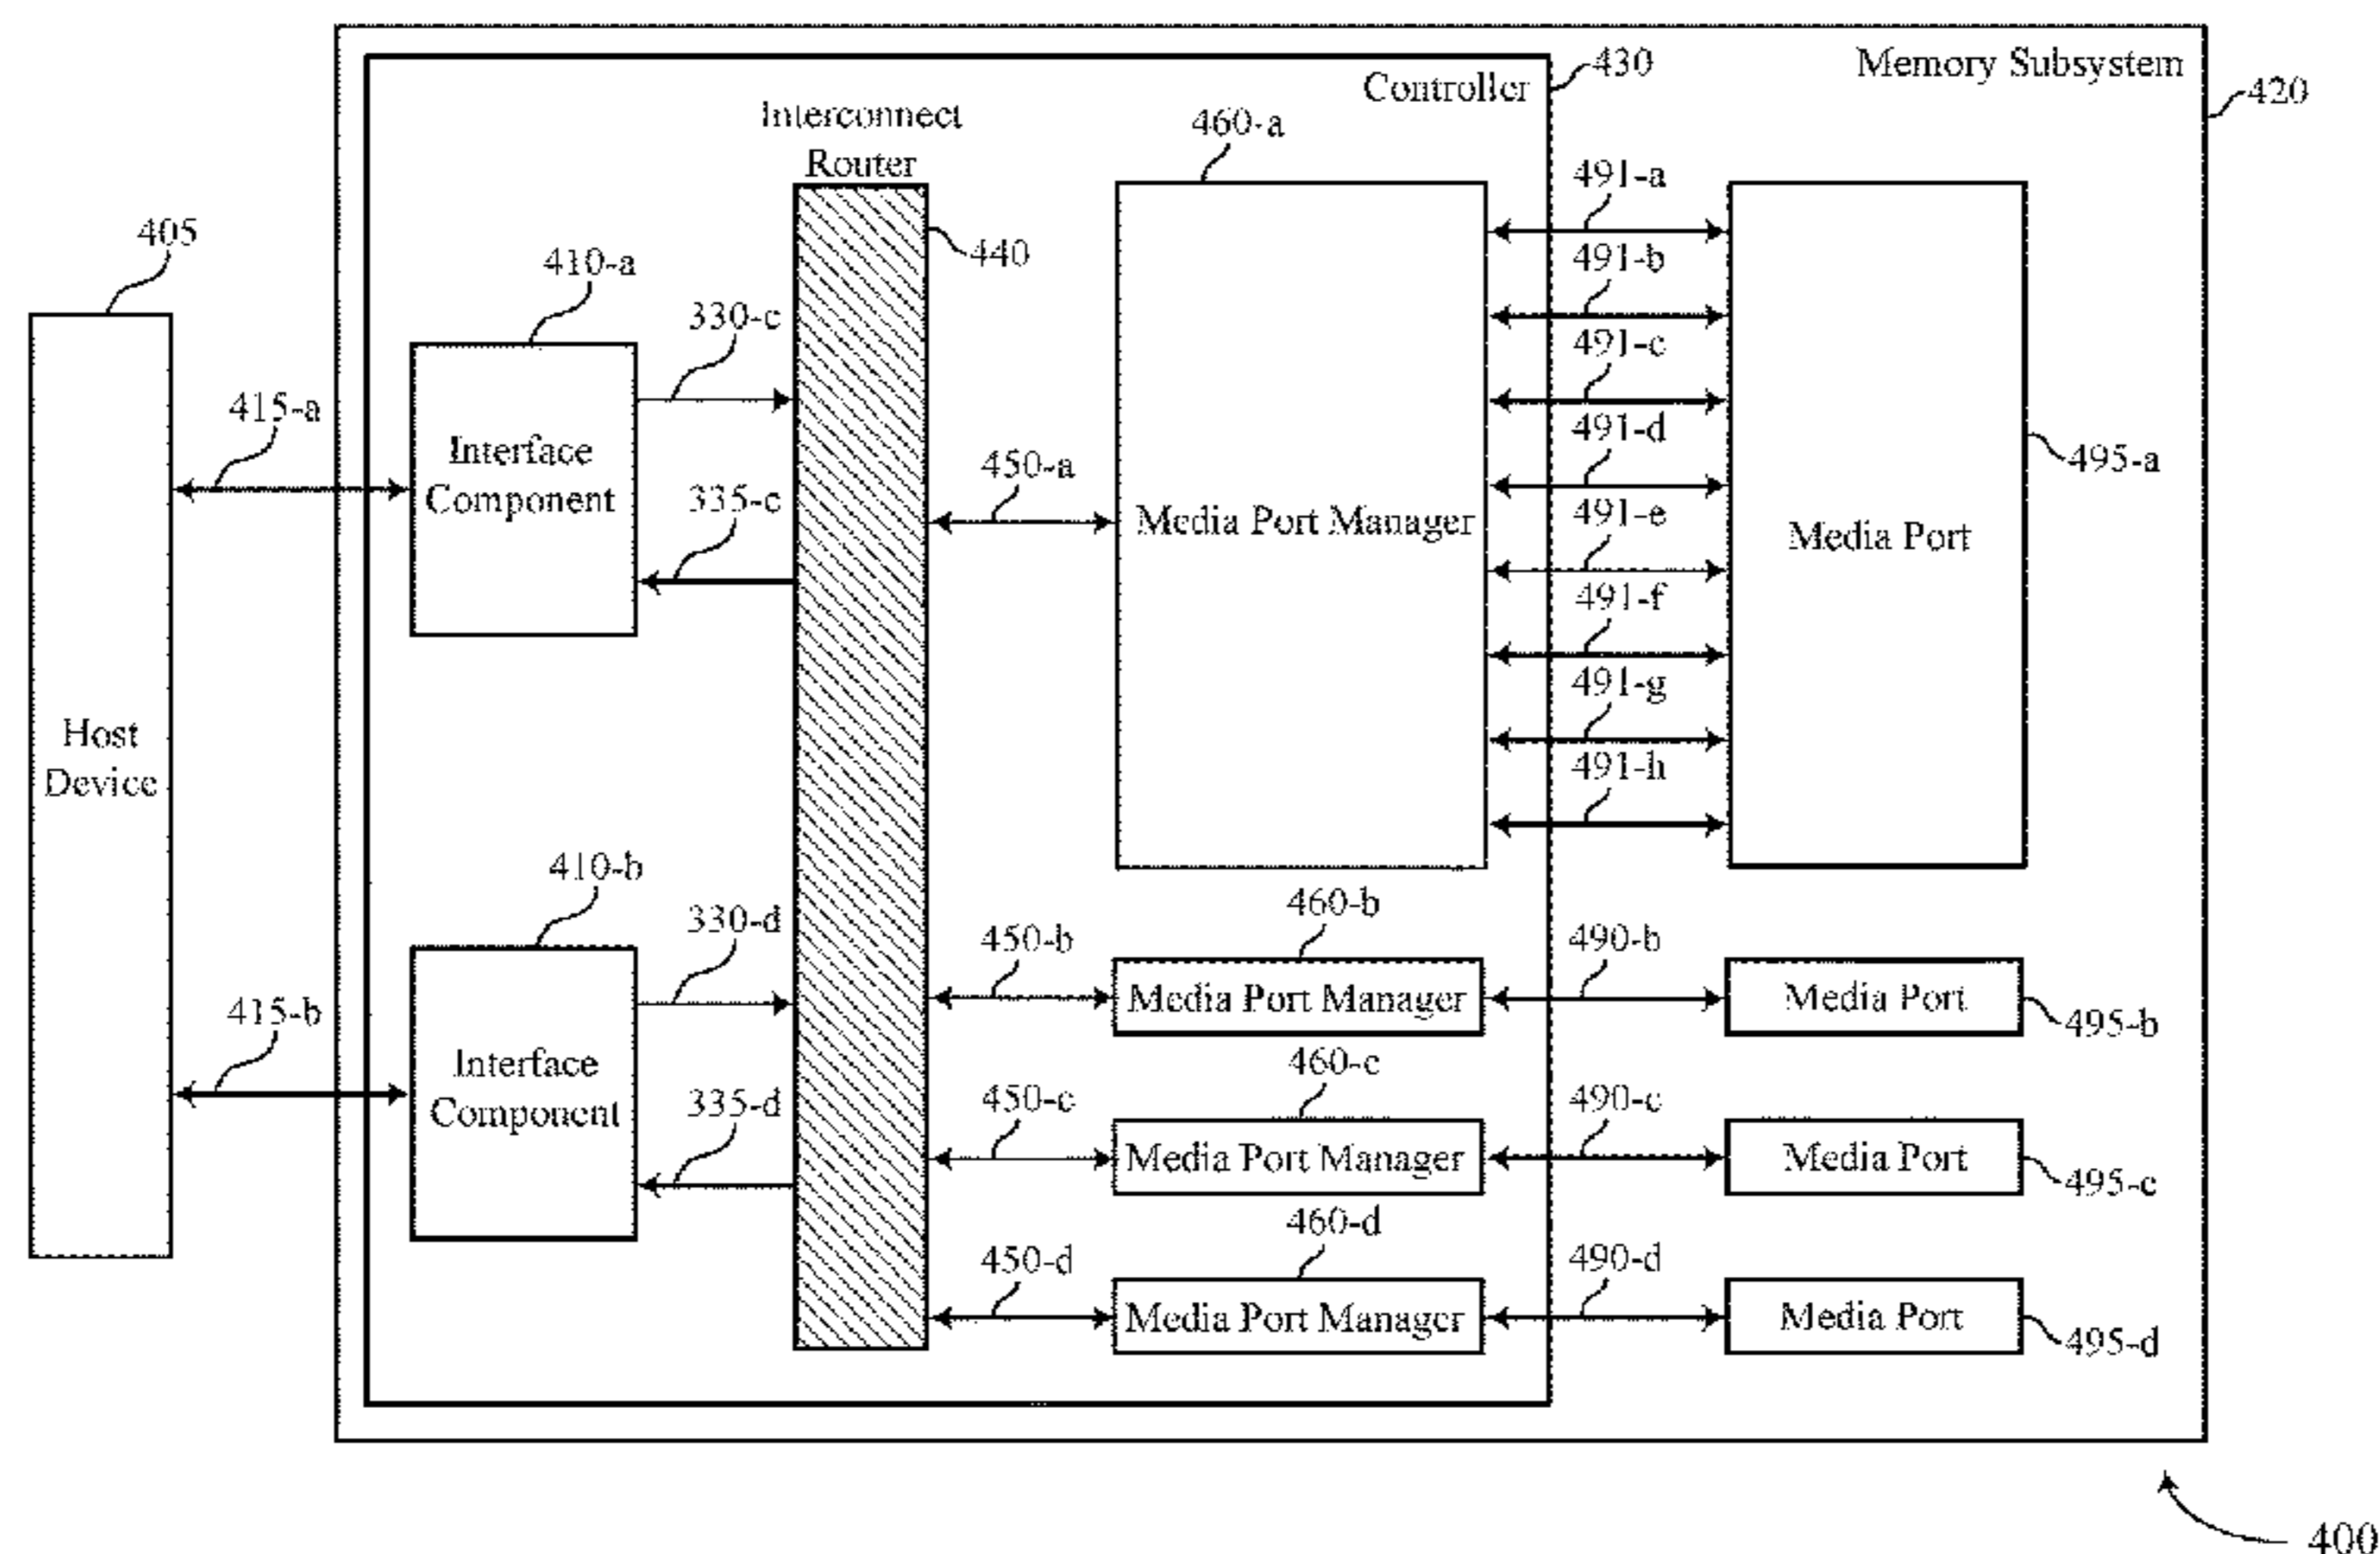 Memory Subsystem
420
Controller
430
Interconnect
Router
440
405
Host
Device
415-a
415-b
410-a
Interface
Component
330-c
335-c
410-b
Interface
Component
330-d
335-d
450-a
460-a
Media Port Manager
491-a
491-b
491-c
491-d
491-e
491-f
491-g
491-h
Media Port
495-a
450-b
460-b
Media Port Manager
490-b
Media Port
495-b
450-c
460-c
Media Port Manager
490-c
Media Port
495-c
450-d
460-d
Media Port Manager
490-d
Media Port
495-d
400